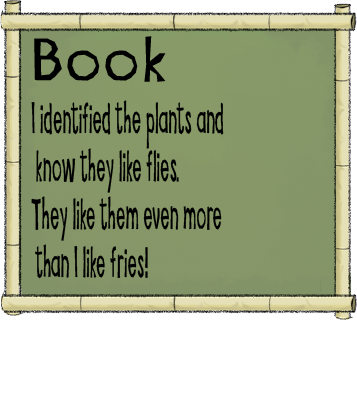 Book
I identified the plants and
know they like flies.
They like them even more
than I like fries!